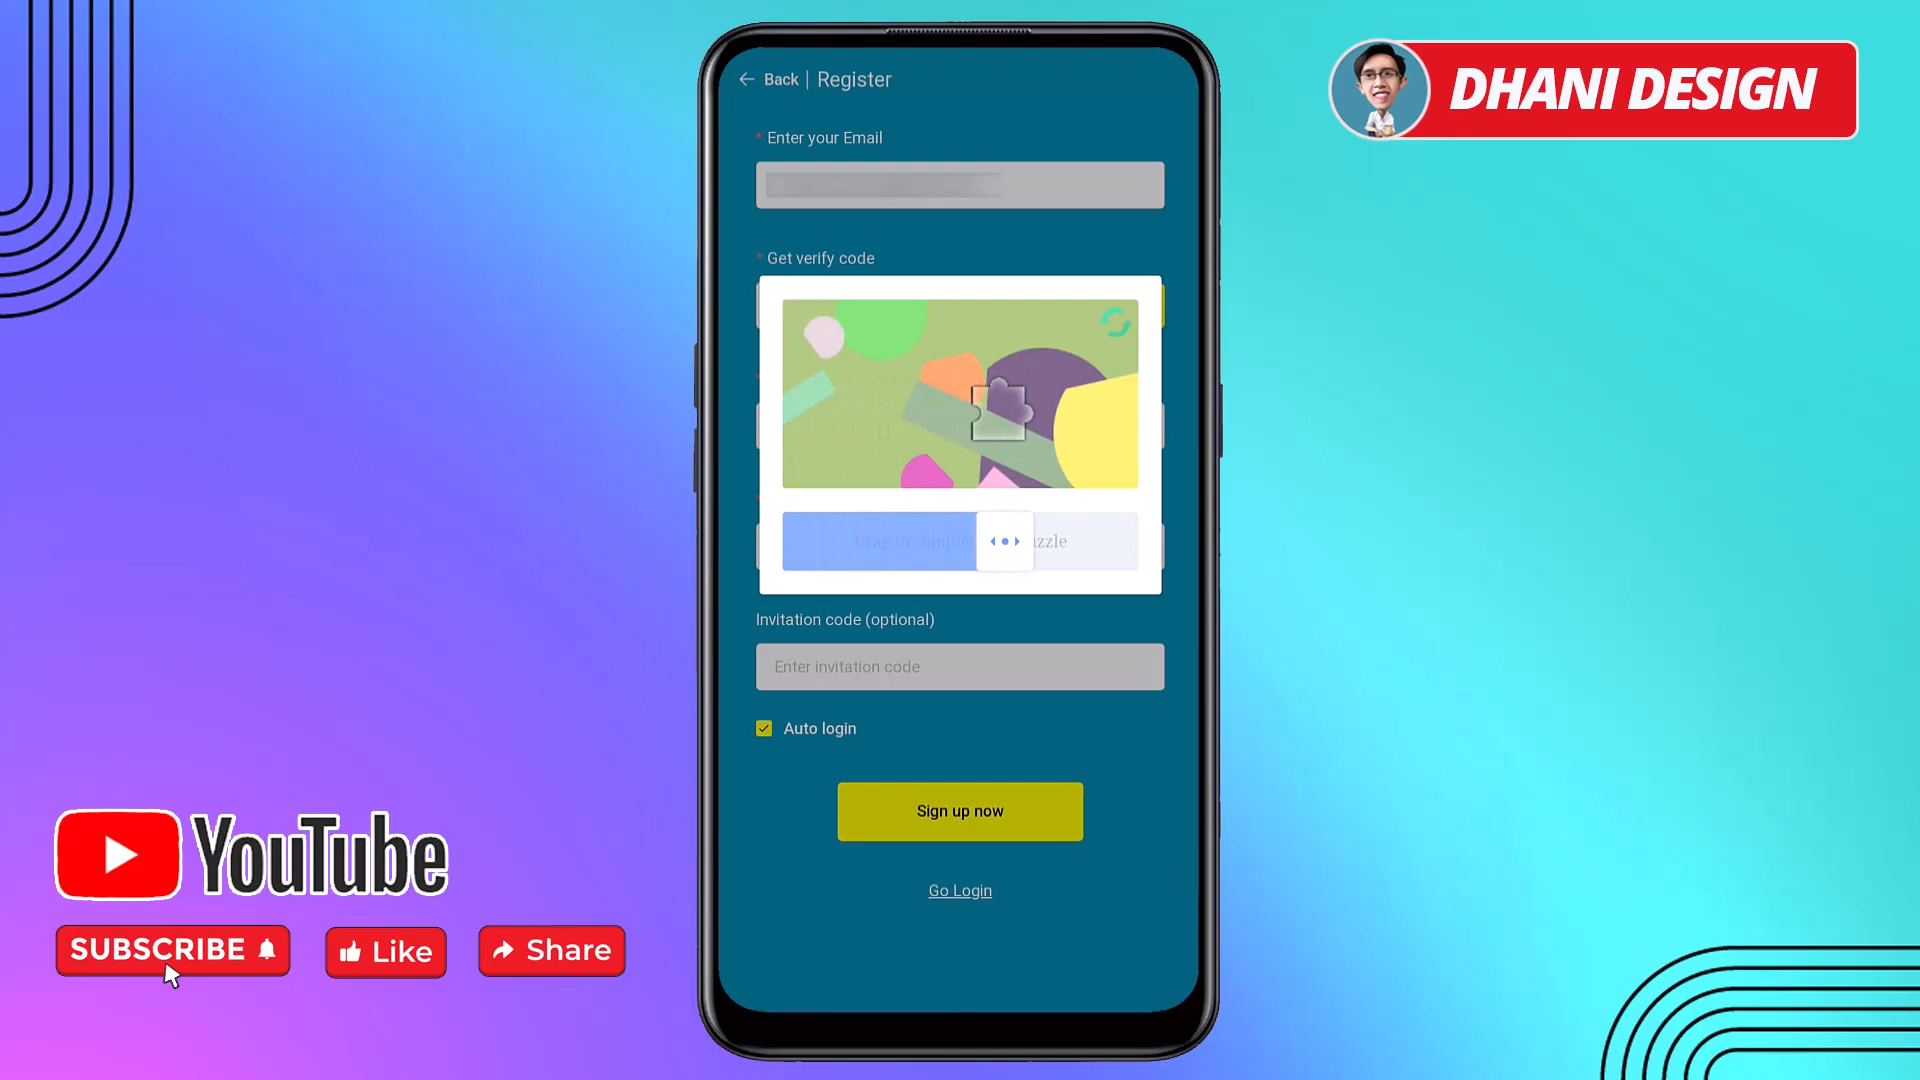 Back | Register
DHANI DESIGN
* Enter your Email
* Get verify code
zzle
Invitation code (optional)
Enter invitation code
Auto login
Sign up now
Go Login
YouTube
SUBSCRIBE
Like
Share